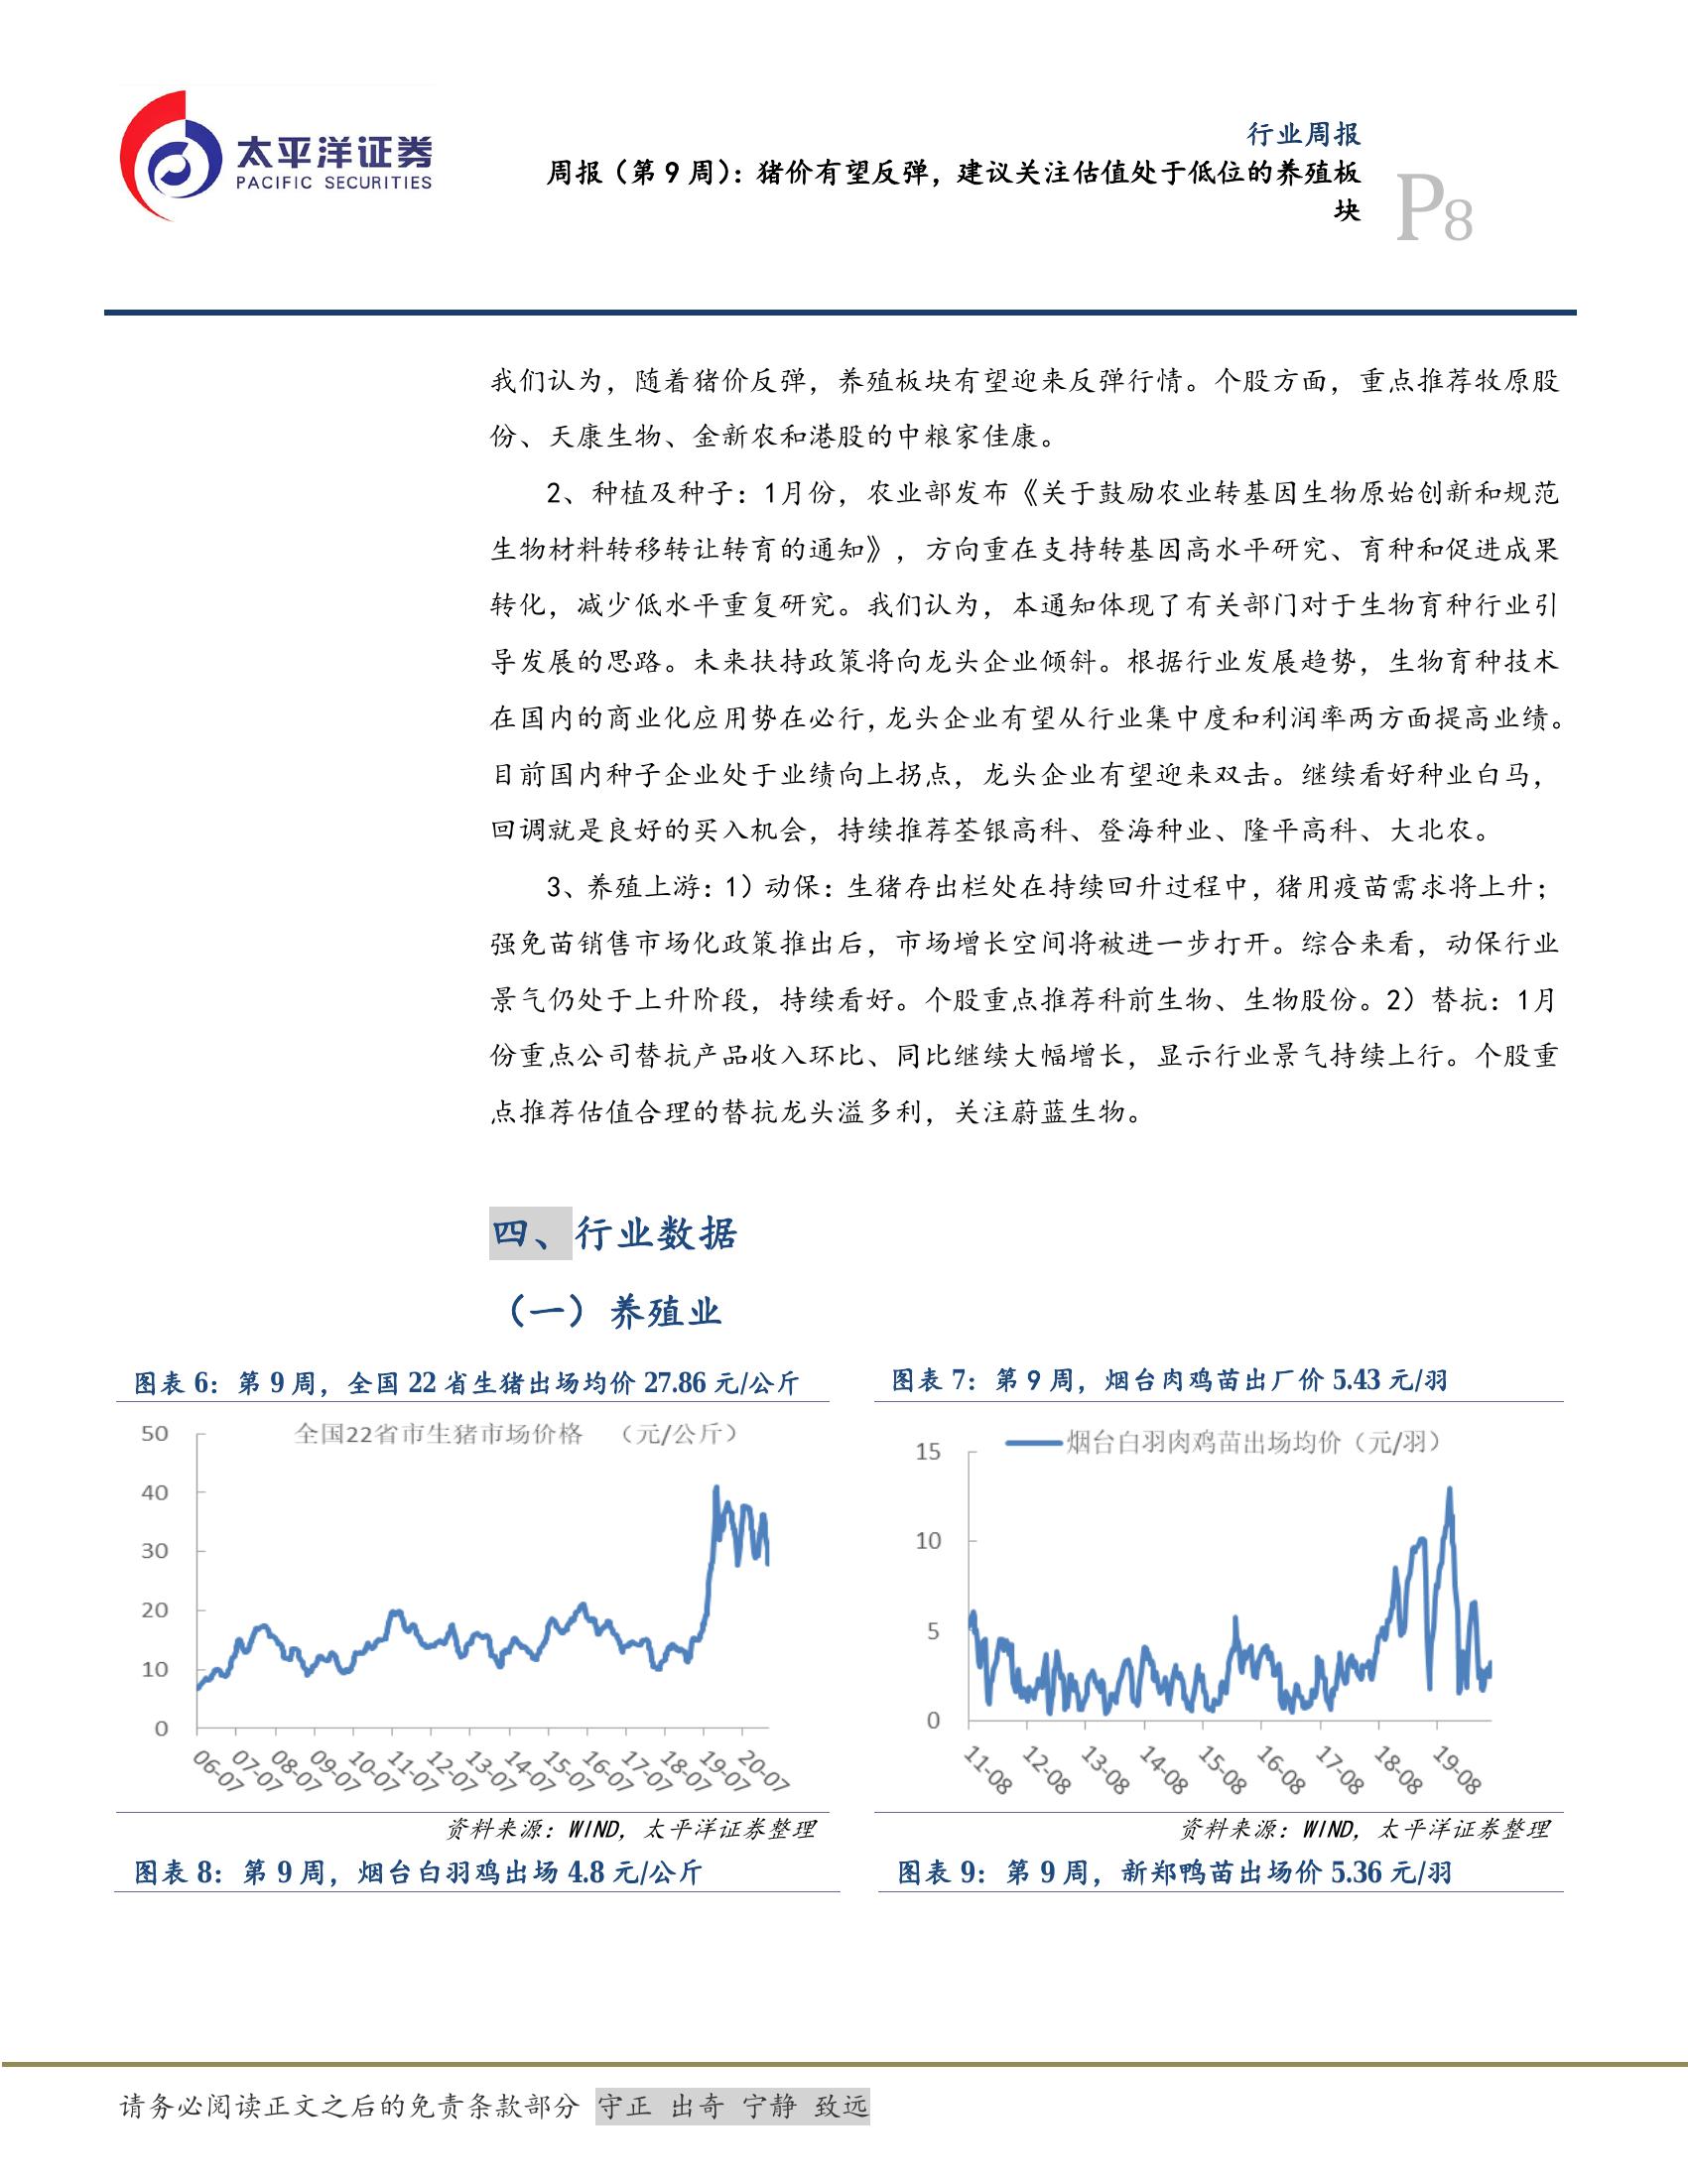 太平洋证券
PACIFIC SECURITIES
行业周报
周报（第 9 周）：猪价有望反弹，建议关注估值处于低位的养殖板
块
P8
我们认为，随着猪价反弹，养殖板块有望迎来反弹行情。个股方面，重点推荐牧原股
份、天康生物、金新农和港股的中粮家佳康。
2、种植及种子：1月份，农业部发布《关于鼓励农业转基因生物原始创新和规范
生物材料转移转让转育的通知》，方向重在支持转基因高水平研究、育种和促进成果
转化，减少低水平重复研究。我们认为，本通知体现了有关部门对于生物育种行业引
导发展的思路。未来扶持政策将向龙头企业倾斜。根据行业发展趋势，生物育种技术
在国内的商业化应用势在必行，龙头企业有望从行业集中度和利润率两方面提高业绩。
目前国内种子企业处于业绩向上拐点，龙头企业有望迎来双击。继续看好种业白马，
回调就是良好的买入机会，持续推荐荃银高科、登海种业、隆平高科、大北农。
3、养殖上游：1）动保：生猪存出栏处在持续回升过程中，猪用疫苗需求将上升；
强免苗销售市场化政策推出后，市场增长空间将被进一步打开。综合来看，动保行业
景气仍处于上升阶段，持续看好。个股重点推荐科前生物、生物股份。2）替抗：1月
份重点公司替抗产品收入环比、同比继续大幅增长，显示行业景气持续上行。个股重
点推荐估值合理的替抗龙头溢多利，关注蔚蓝生物。
四、行业数据
（一）养殖业
图表 6：第 9 周，全国 22 省生猪出场均价 27.86 元/公斤
全国22省市生猪市场价格 （元/公斤）
50
40
30
20
10
0
06-07 07-07 08-07 09-07 10-07 11-07 12-07 13-07 14-07 15-07 16-07 17-07 18-07 19-07 20-07
资料来源：WIND，太平洋证券整理
图表 7：第 9 周，烟台肉鸡苗出厂价 5.43 元/羽
烟台白羽肉鸡苗出场均价（元/羽）
15
10
5
0
11-08 12-08 13-08 14-08 15-08 16-08 17-08 18-08 19-08
资料来源：WIND，太平洋证券整理
图表 8：第 9 周，烟台白羽鸡出场 4.8 元/公斤
图表 9：第 9 周，新郑鸭苗出场价 5.36 元/羽
请务必阅读正文之后的免责条款部分 守正 出奇 宁静 致远